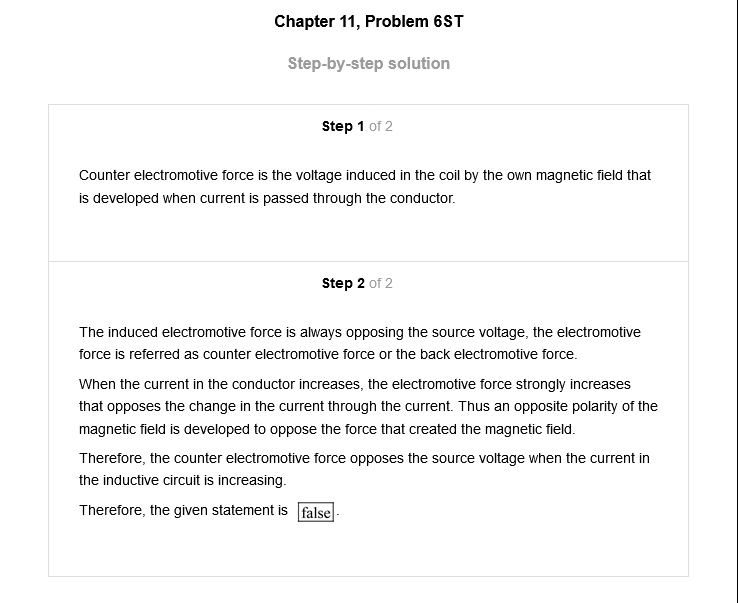 Chapter 11, Problem 6ST
Step-by-step solution
Step 1 of 2
Counter electromotive force is the voltage induced in the coil by the own magnetic field that
is developed when current is passed through the conductor.
Step 2 of 2
The induced electromotive force is always opposing the source voltage, the electromotive
force is referred as counter electromotive force or the back electromotive force.
When the current in the conductor increases, the electromotive force strongly increases
that opposes the change in the current through the current. Thus an opposite polarity of the
magnetic field is developed to oppose the force that created the magnetic field.
Therefore, the counter electromotive force opposes the source voltage when the current in
the inductive circuit is increasing.
Therefore, the given statement is false.